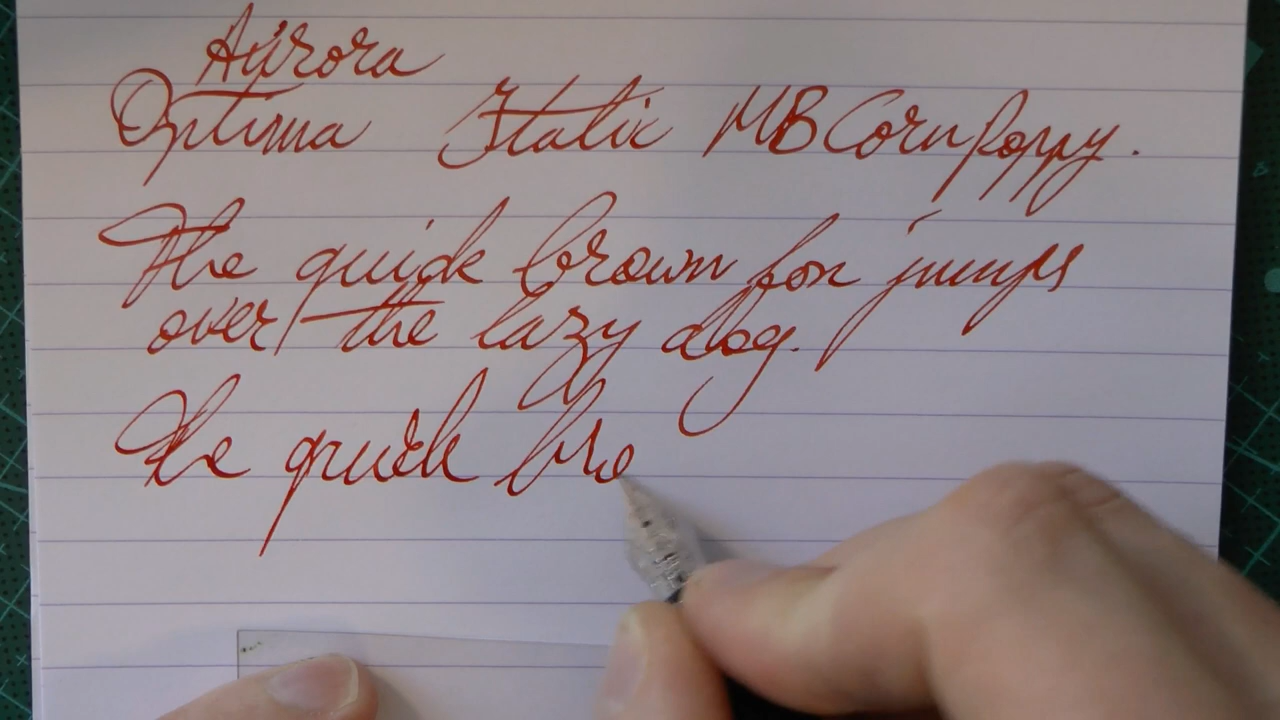 Aurora
Optima Italic MB Corn Poppy.
The quick brown fox jumps
over the lazy dog.
The quick bro